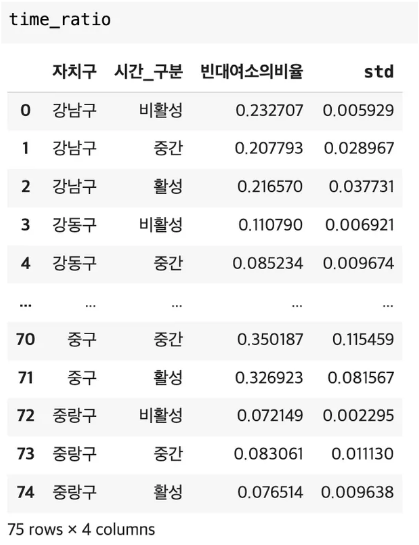 time_ratio
자치구 시간_구분 빈대여소의비율 std
0 강남구 비활성 0.232707 0.005929
1 강남구 중간 0.207793 0.028967
2 강남구 활성 0.216570 0.037731
3 강동구 비활성 0.110790 0.006921
4 강동구 중간 0.085234 0.009674
... ... ... ... ...
70 중구 중간 0.350187 0.115459
71 중구 활성 0.326923 0.081567
72 중랑구 비활성 0.072149 0.002295
73 중랑구 중간 0.083061 0.011130
74 중랑구 활성 0.076514 0.009638
75 rows × 4 columns